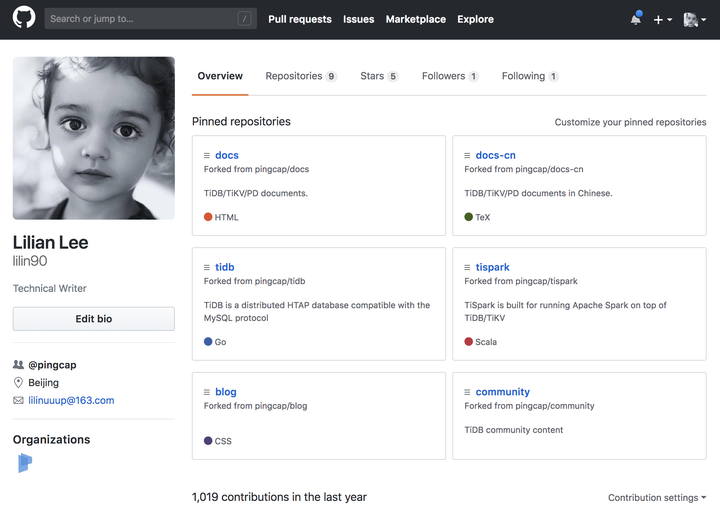 Search or jump to...
/
Pull requests Issues Marketplace Explore
Overview Repositories 9 Stars 5 Followers 1 Following 1
Pinned repositories
Customize your pinned repositories
docs
Forked from pingcap/docs
TiDB/TiKV/PD documents.
HTML
docs-cn
Forked from pingcap/docs-cn
TiDB/TiKV/PD documents in Chinese.
TeX
tidb
Forked from pingcap/tidb
TiDB is a distributed HTAP database compatible with the
MySQL protocol
Go
tispark
Forked from pingcap/tispark
TiSpark is built for running Apache Spark on top of
TiDB/TiKV
Scala
blog
Forked from pingcap/blog
CSS
community
Forked from pingcap/community
TiDB community content
Lilian Lee
lilin90
Technical Writer
Edit bio
@pingcap
Beijing
lilinuuup@163.com
Organizations
1,019 contributions in the last year
Contribution settings